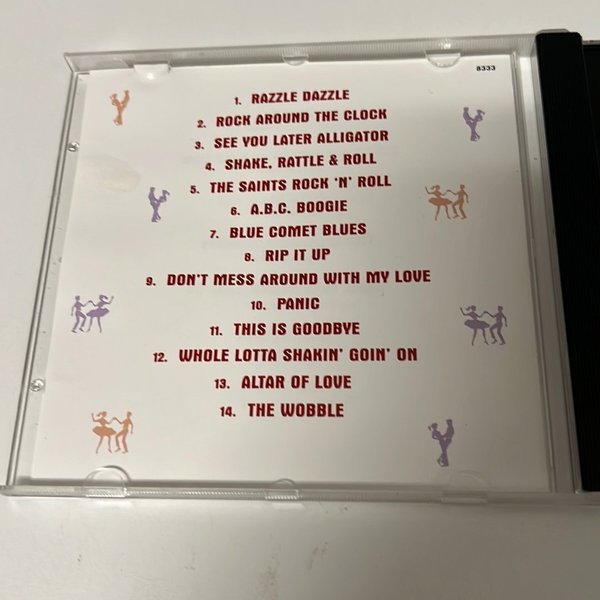 8333
1. RAZZLE DAZZLE
2. ROCK AROUND THE CLOCK
3. SEE YOU LATER ALLIGATOR
4. SHAKE, RATTLE & ROLL
5. THE SAINTS ROCK 'N' ROLL
6. A.B.C. BOOGIE
7. BLUE COMET BLUES
8. RIP IT UP
9. DON'T MESS AROUND WITH MY LOVE
10. PANIC
11. THIS IS GOODBYE
12. WHOLE LOTTA SHAKIN' GOIN' ON
13. ALTAR OF LOVE
14. THE WOBBLE